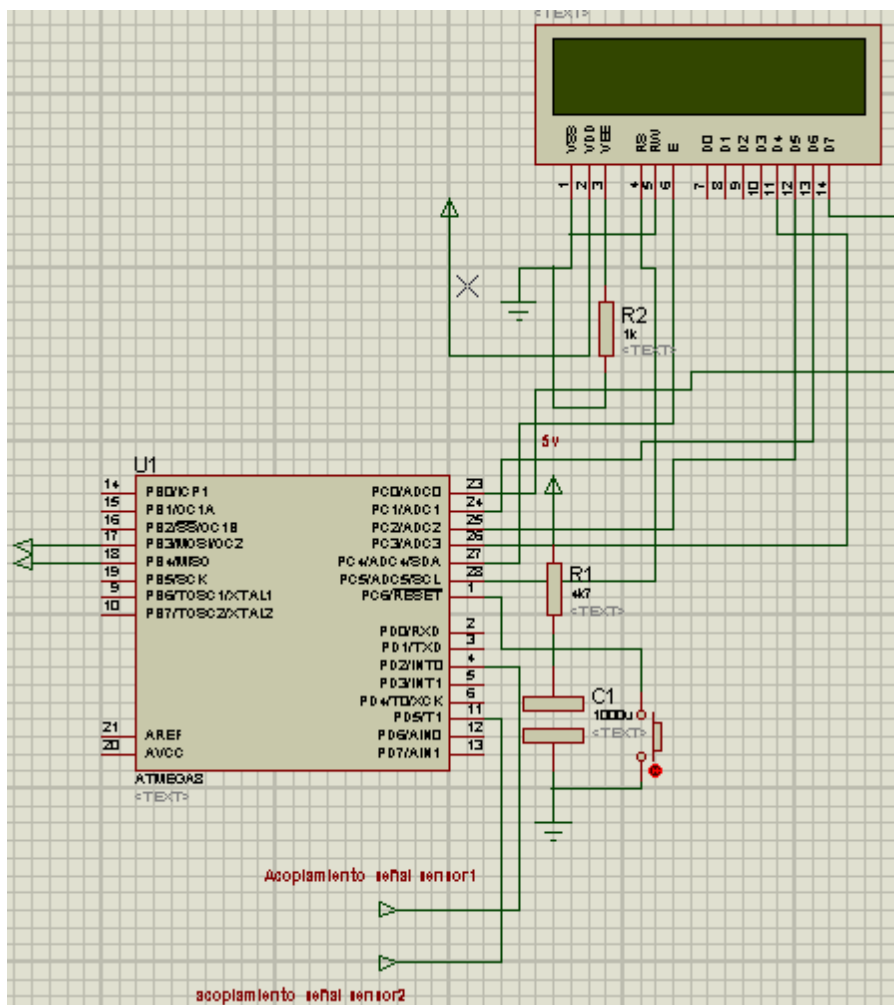 <TEXT>
VSS VDD VEE RS RW E D0 D1 D2 D3 D4 D5 D6 D7
1 2 3 4 5 6 7 8 9 10 11 12 13 14
R2
1k
<TEXT>
5v
U1
14 PB0/ICP1 PC0/ADC0 23
15 PB1/OC1A PC1/ADC1 24
16 PB2/SS/OC1B PC2/ADC2 25
17 PB3/MOSI/OC2 PC3/ADC3 26
18 PB4/MISO PC4/ADC4/SDA 27
19 PB5/SCK PC5/ADC5/SCL 28
9 PB6/TOSC1/XTAL1 PC6/RESET 1
10 PB7/TOSC2/XTAL2
PD0/RXD 2
PD1/TXD 3
PD2/INT0 4
PD3/INT1 5
PD4/T0/XCK 6
PD5/T1 11
21 AREF PD6/AIN0 12
20 AVCC PD7/AIN1 13
ATMEGA8
<TEXT>
R1
4k7
<TEXT>
C1
1000u
<TEXT>
Acoplamiento señal sensor1
acoplamiento señal sensor2